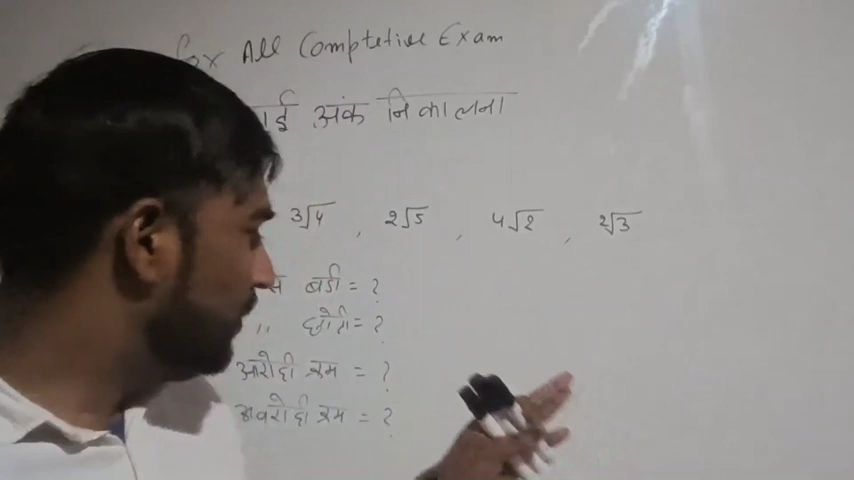 for All Comptetive Exam
ाई अंक निकालना
3√4 , 2√5 , 4√2 , 2√3
बडी = ?
,, छोटी = ?
आरोही क्रम = ?
अवरोही क्रम = ?